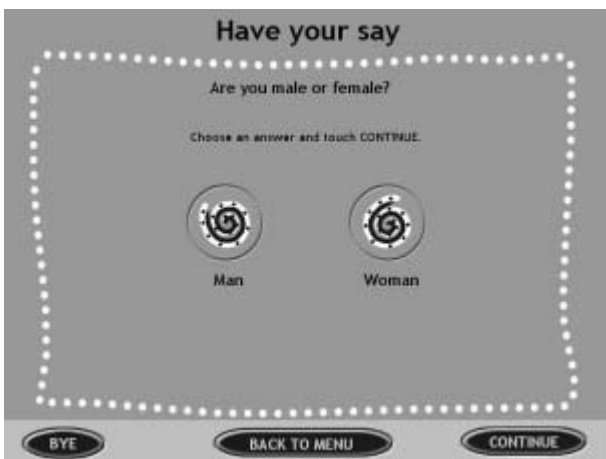 Have your say
Are you male or female?
Choose an answer and touch CONTINUE.
Man Woman
BYE BACK TO MENU CONTINUE